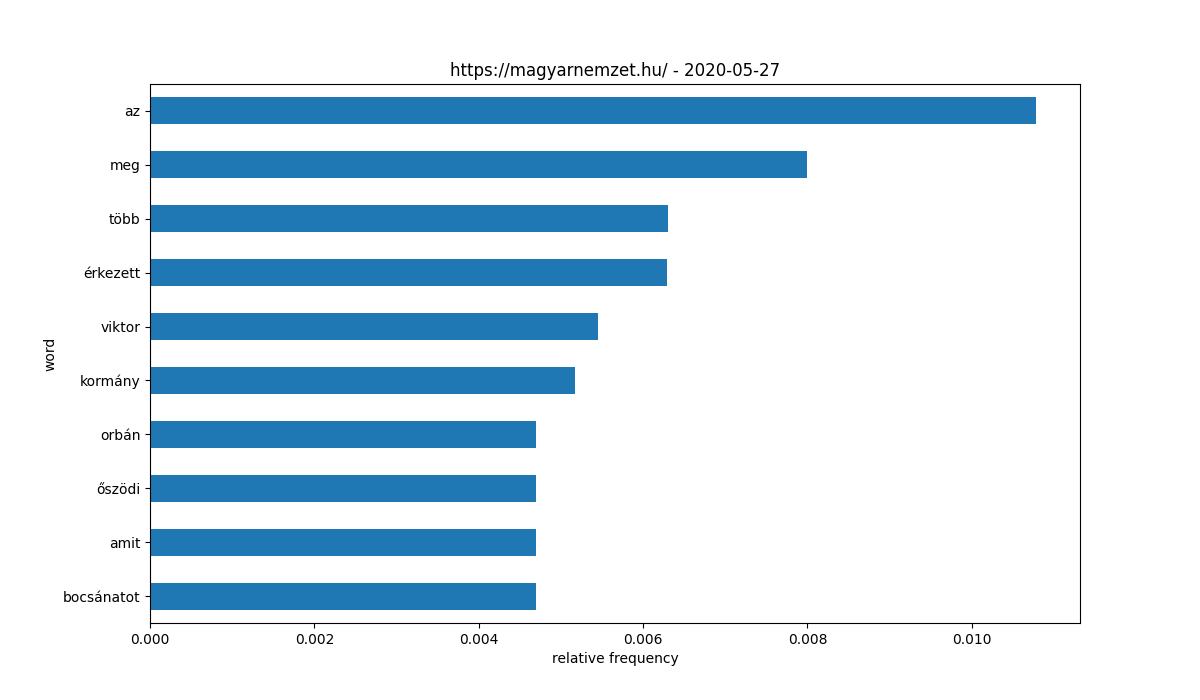 https://magyarnemzet.hu/ - 2020-05-27
az
meg
több
érkezett
viktor
kormány
orbán
őszödi
amit
bocsánatot
word
0.000 0.002 0.004 0.006 0.008 0.010
relative frequency